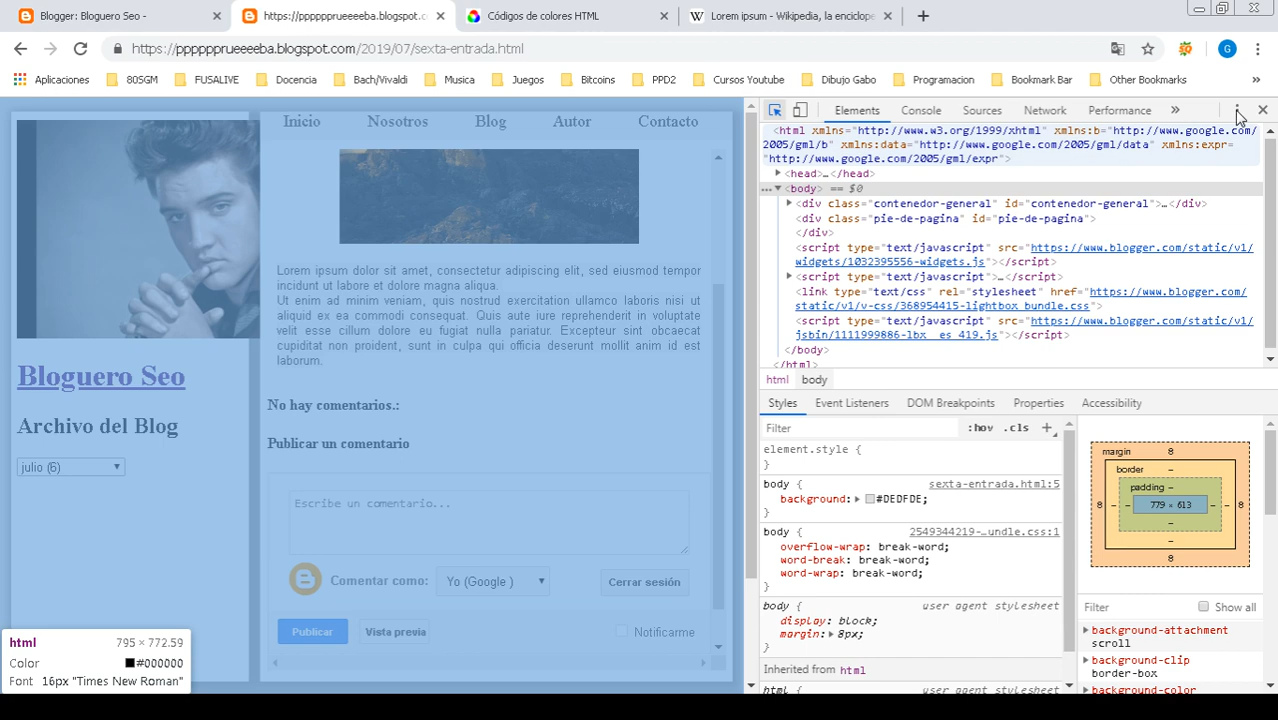 Blogger: Bloguero Seo -
https://ppppppprueeeeba.blogspot.c
Códigos de colores HTML
Lorem ipsum - Wikipedia, la enciclope
https://ppppppprueeeeba.blogspot.com/2019/07/sexta-entrada.html
G
Aplicaciones
80SGM
FUSALIVE
Docencia
Bach/Vivaldi
Musica
Juegos
Bitcoins
PPD2
Cursos Youtube
Dibujo Gabo
Programacion
Bookmark Bar
Other Bookmarks
Inicio Nosotros Blog Autor Contacto
Bloguero Seo
Archivo del Blog
julio (6)
Lorem ipsum dolor sit amet, consectetur adipiscing elit, sed eiusmod tempor
incidunt ut labore et dolore magna aliqua.
Ut enim ad minim veniam, quis nostrud exercitation ullamco laboris nisi ut
aliquid ex ea commodi consequat. Quis aute iure reprehenderit in voluptate
velit esse cillum dolore eu fugiat nulla pariatur. Excepteur sint obcaecat
cupiditat non proident, sunt in culpa qui officia deserunt mollit anim id est
laborum.
No hay comentarios.:
Publicar un comentario
Escribe un comentario...
Comentar como: Yo (Google ) Cerrar sesión
Publicar Vista previa Notificarme
html 795 × 772.59
Color #000000
Font 16px "Times New Roman"
Elements Console Sources Network Performance »
<html xmlns="http://www.w3.org/1999/xhtml" xmlns:b="http://www.google.com/
2005/gml/b" xmlns:data="http://www.google.com/2005/gml/data" xmlns:expr=
"http://www.google.com/2005/gml/expr">
<head>…</head>
<body> == $0
<div class="contenedor-general" id="contenedor-general">…</div>
<div class="pie-de-pagina" id="pie-de-pagina">
</div>
<script type="text/javascript" src="https://www.blogger.com/static/v1/
widgets/1032395556-widgets.js"></script>
<script type="text/javascript">…</script>
<link type="text/css" rel="stylesheet" href="https://www.blogger.com/
static/v1/v-css/368954415-lightbox_bundle.css">
<script type="text/javascript" src="https://www.blogger.com/static/v1/
jsbin/1111999886-lbx__es_419.js"></script>
</body>
</html>
html body
Styles Event Listeners DOM Breakpoints Properties Accessibility
Filter :hov .cls +
element.style {
}
body { sexta-entrada.html:5
background: #DEDFDE;
}
body { 2549344219-…undle.css:1
overflow-wrap: break-word;
word-break: break-word;
word-wrap: break-word;
}
body { user agent stylesheet
display: block;
margin: 8px;
}
Inherited from html
html { user agent stylesheet
margin 8
border –
padding –
8 – – 779 × 613 – – 8
–
–
8
Filter Show all
background-attachment
scroll
background-clip
border-box
background-color